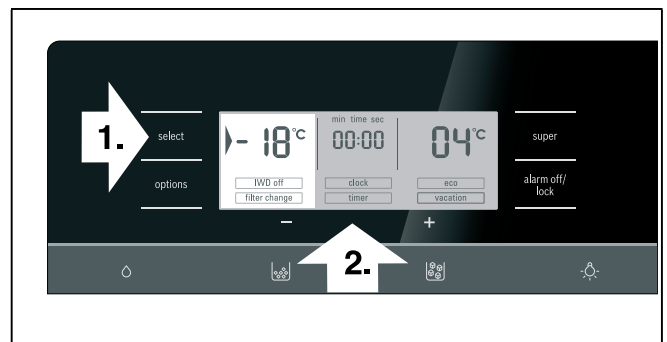 1.
select
options
-18°C
min time sec
00:00
04°C
IWD off
clock
eco
filter change
timer
vacation
super
alarm off/
lock
− +
2.